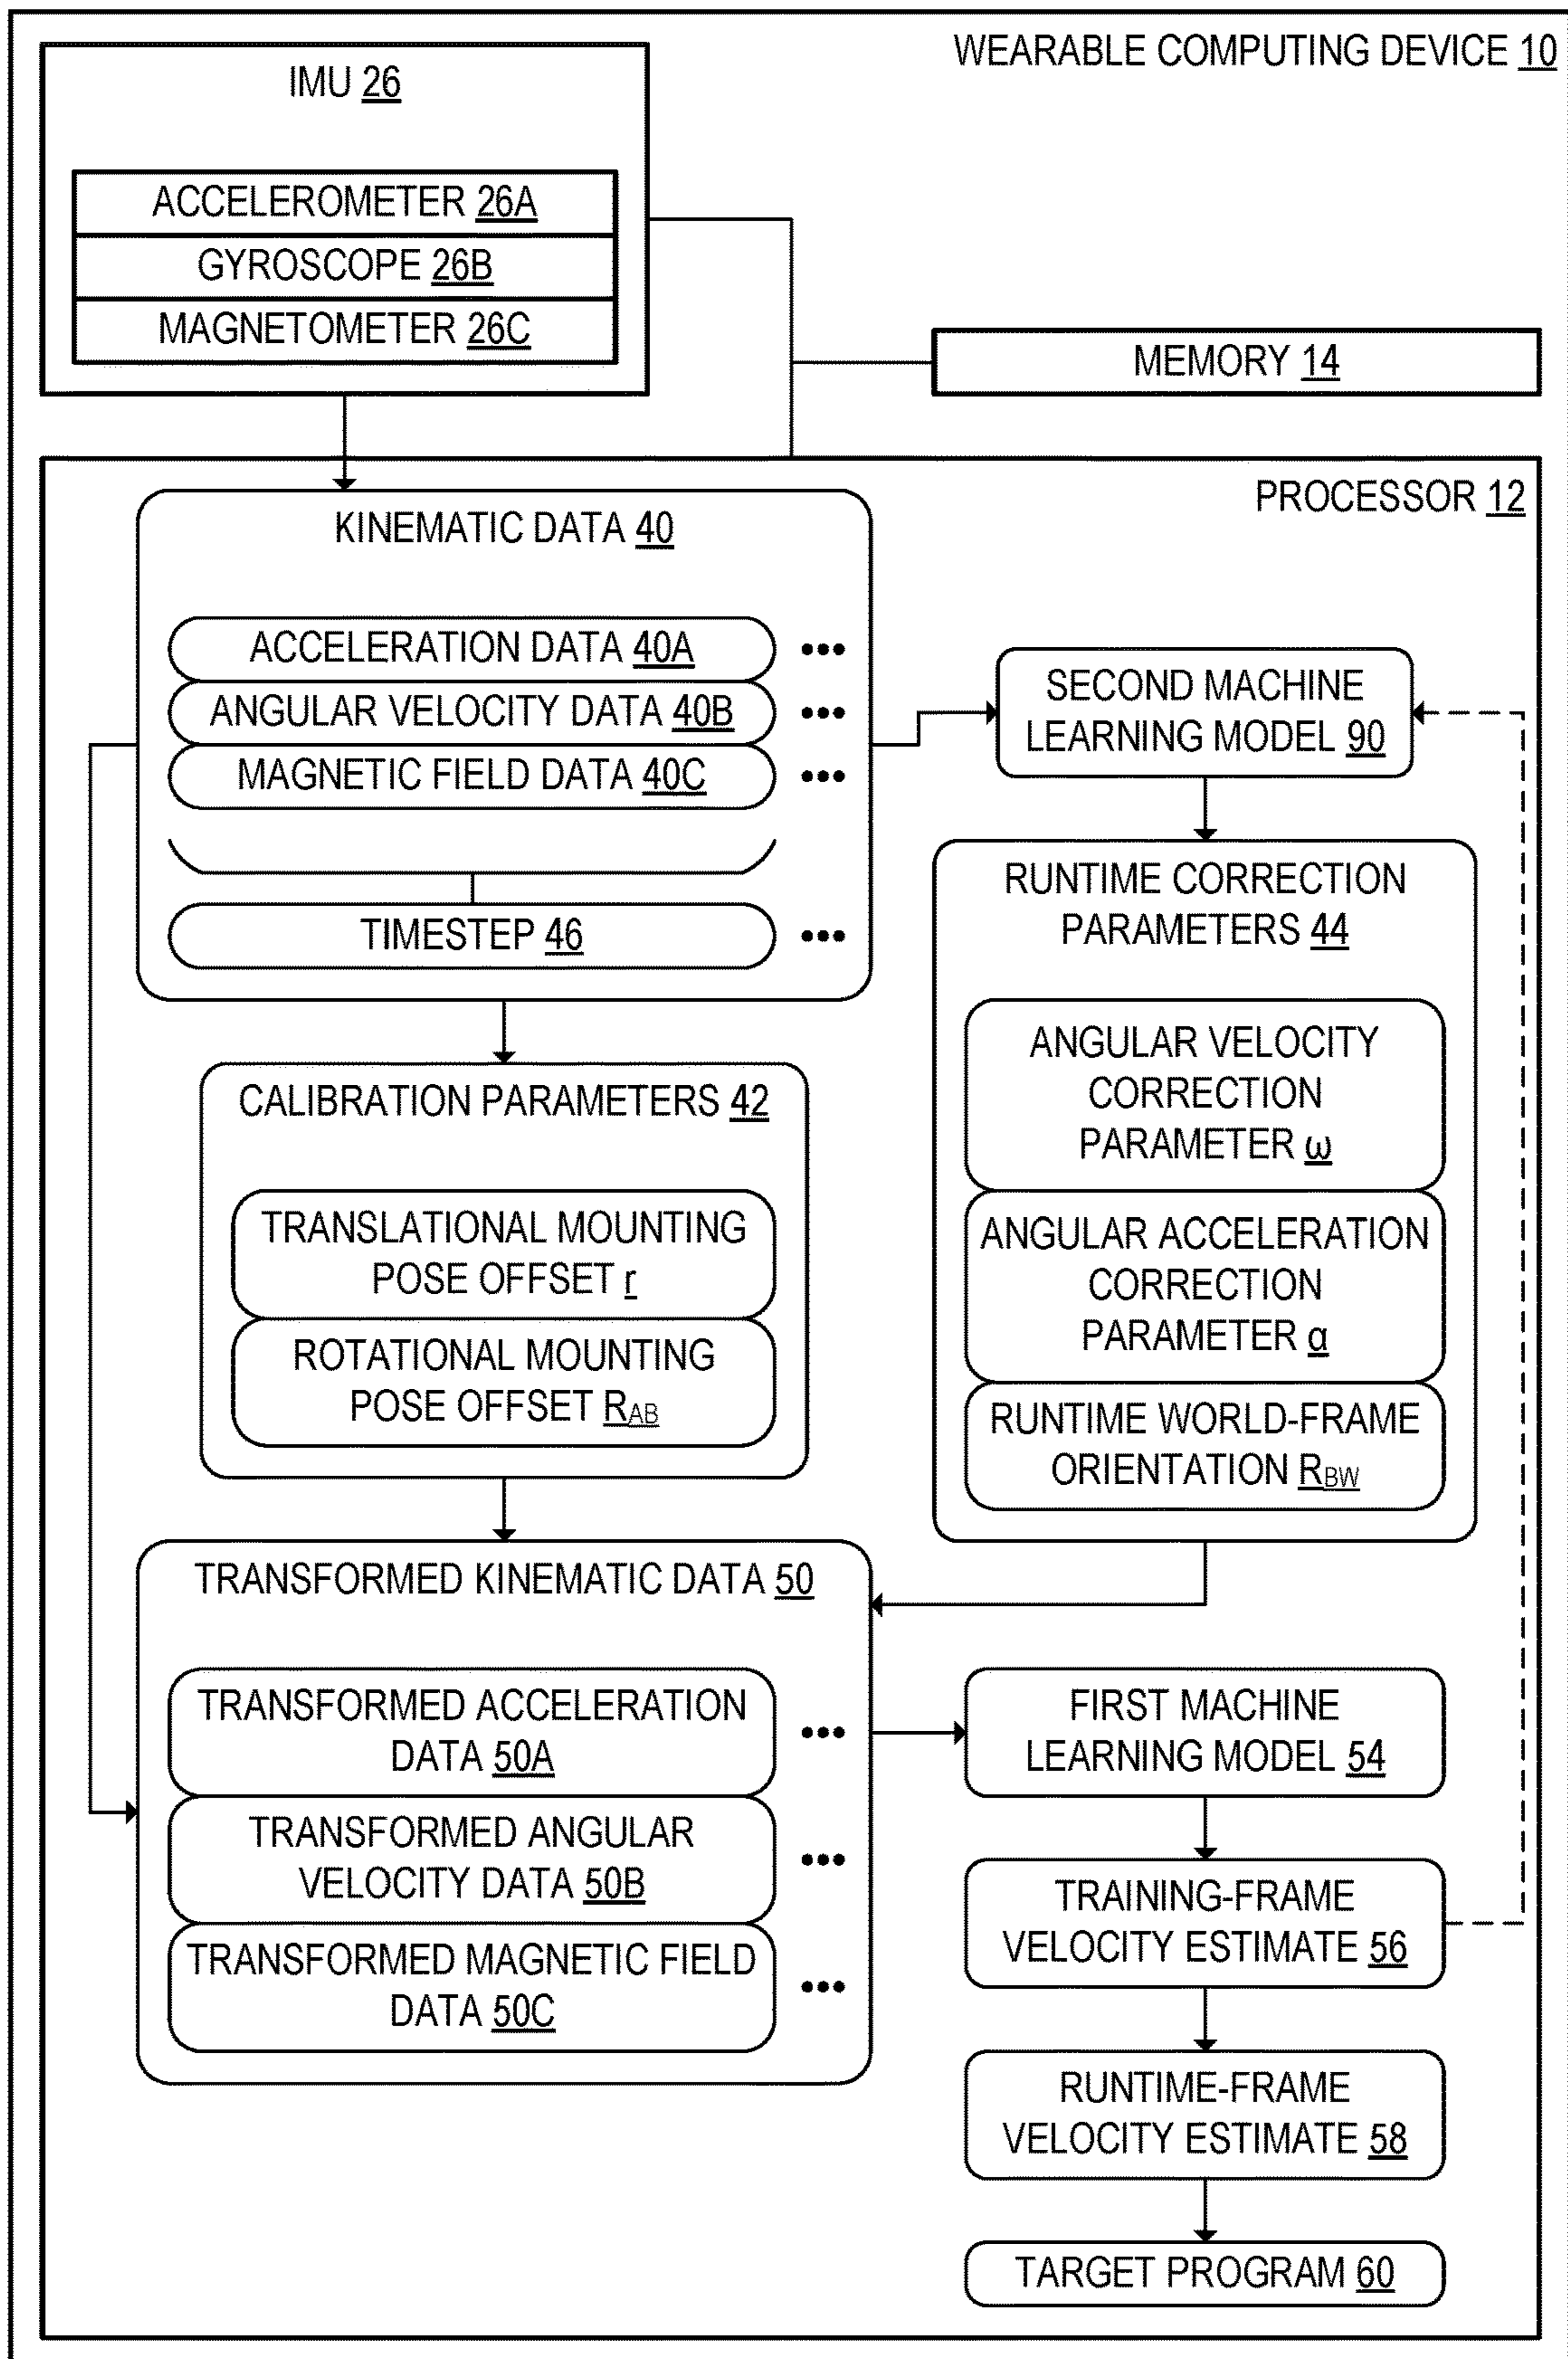 WEARABLE COMPUTING DEVICE 10
IMU 26
ACCELEROMETER 26A
GYROSCOPE 26B
MAGNETOMETER 26C
MEMORY 14
PROCESSOR 12
KINEMATIC DATA 40
ACCELERATION DATA 40A
ANGULAR VELOCITY DATA 40B
MAGNETIC FIELD DATA 40C
TIMESTEP 46
SECOND MACHINE
LEARNING MODEL 90
RUNTIME CORRECTION
PARAMETERS 44
ANGULAR VELOCITY
CORRECTION
PARAMETER ω
ANGULAR ACCELERATION
CORRECTION
PARAMETER α
RUNTIME WORLD-FRAME
ORIENTATION RBW
CALIBRATION PARAMETERS 42
TRANSLATIONAL MOUNTING
POSE OFFSET r
ROTATIONAL MOUNTING
POSE OFFSET RAB
TRANSFORMED KINEMATIC DATA 50
TRANSFORMED ACCELERATION
DATA 50A
TRANSFORMED ANGULAR
VELOCITY DATA 50B
TRANSFORMED MAGNETIC FIELD
DATA 50C
FIRST MACHINE
LEARNING MODEL 54
TRAINING-FRAME
VELOCITY ESTIMATE 56
RUNTIME-FRAME
VELOCITY ESTIMATE 58
TARGET PROGRAM 60